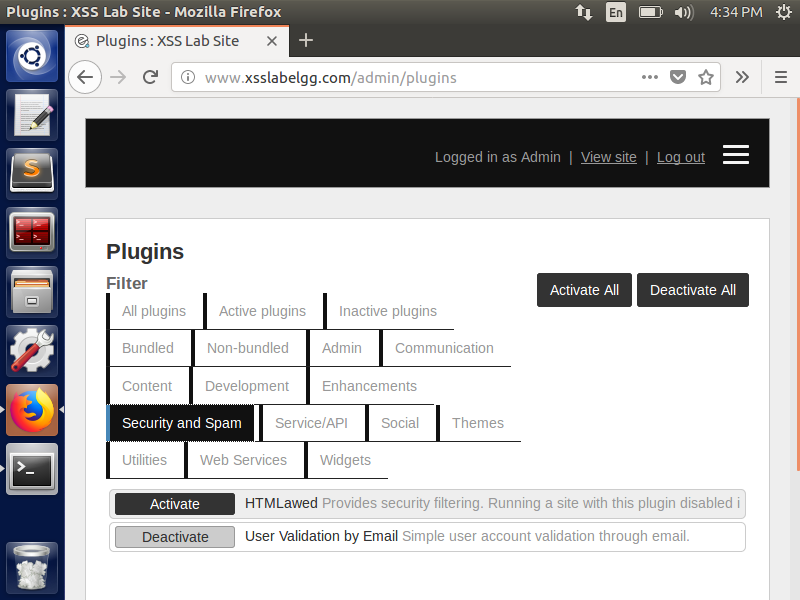 Plugins : XSS Lab Site - Mozilla Firefox
En
4:34 PM
Plugins : XSS Lab Site
www.xsslabelgg.com/admin/plugins
Logged in as Admin | View site | Log out
Plugins
Filter
Activate All
Deactivate All
All plugins
Active plugins
Inactive plugins
Bundled
Non-bundled
Admin
Communication
Content
Development
Enhancements
Security and Spam
Service/API
Social
Themes
Utilities
Web Services
Widgets
Activate
HTMLawed Provides security filtering. Running a site with this plugin disabled i
Deactivate
User Validation by Email Simple user account validation through email.